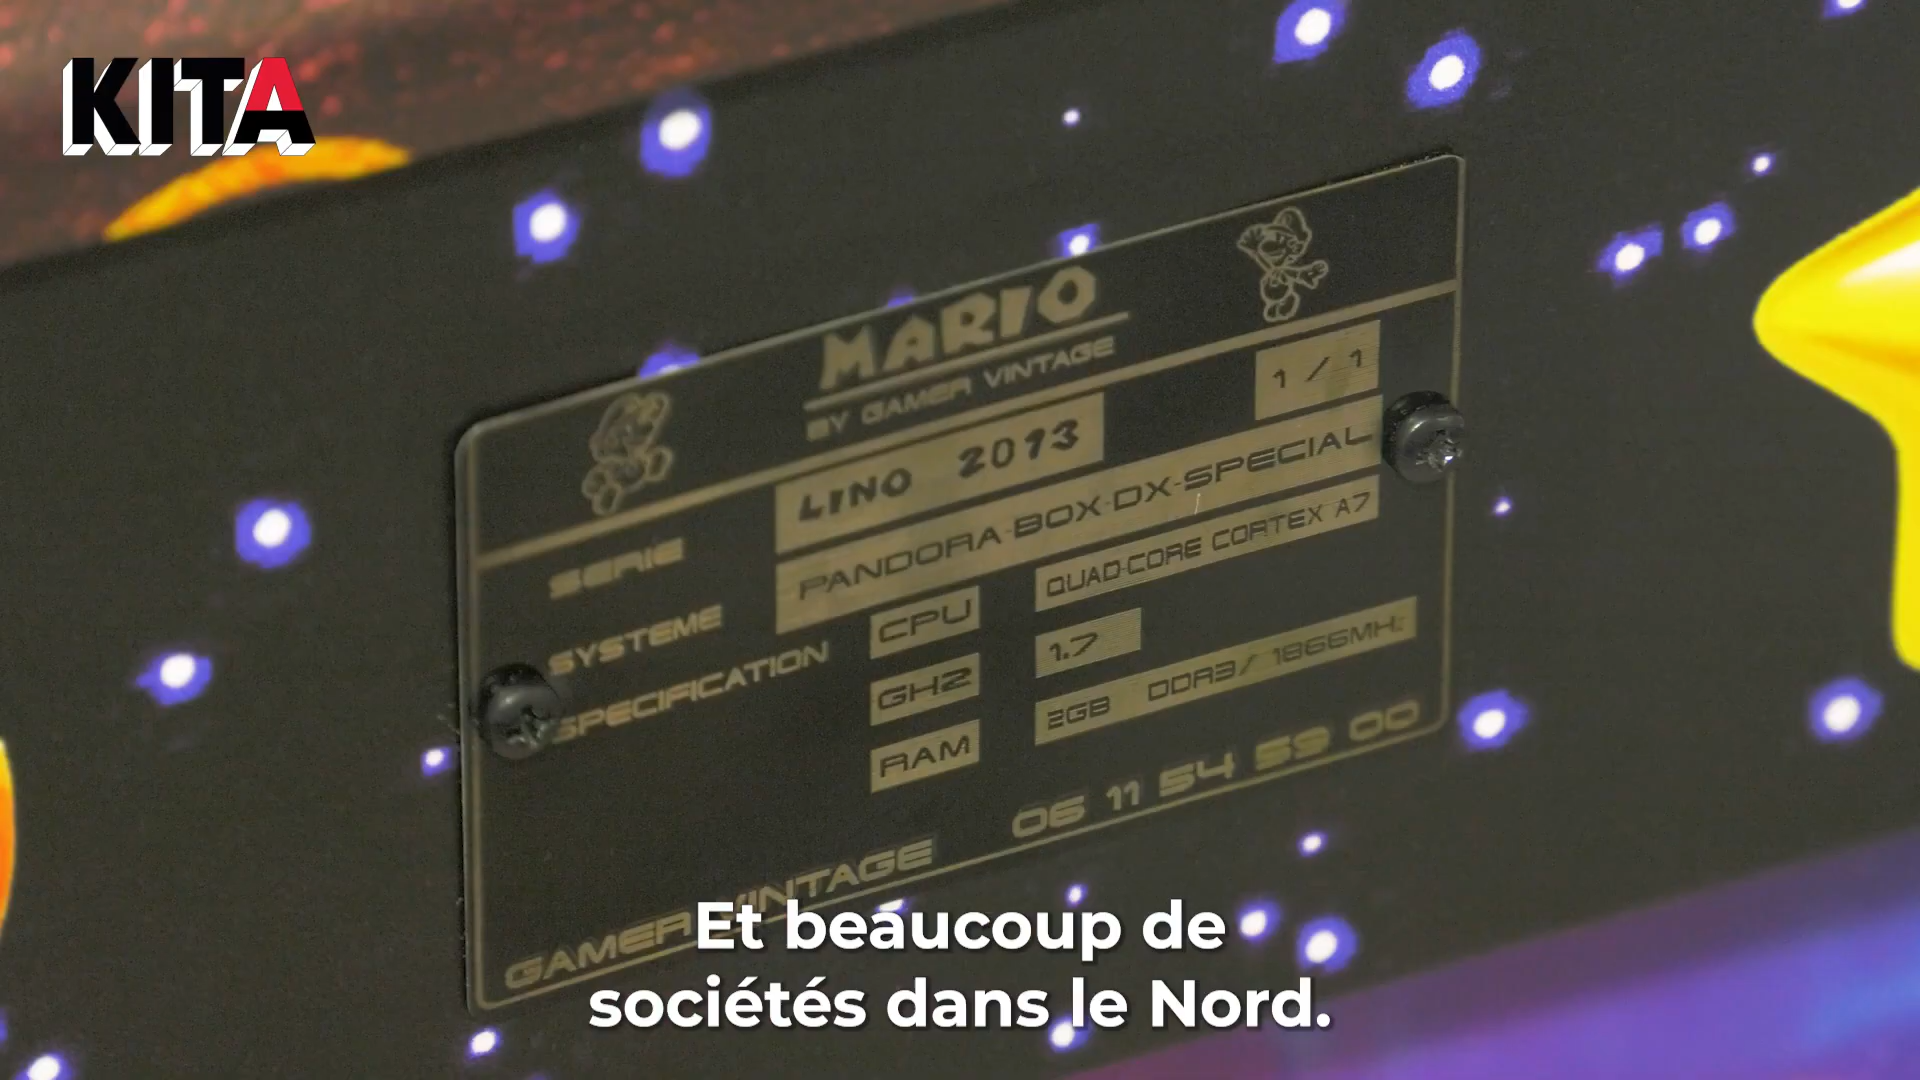 KITA
MARIO
BY GAMER VINTAGE
1 / 1
SERIE LINO 2013
SYSTEME PANDORA-BOX-DX-SPECIAL
SPECIFICATION CPU QUAD-CORE CORTEX A7
GHZ 1.7
RAM 2GB DDR3/ 1866MHz
GAMER VINTAGE 06 11 54 59 00
Et beaucoup de
sociétés dans le Nord.